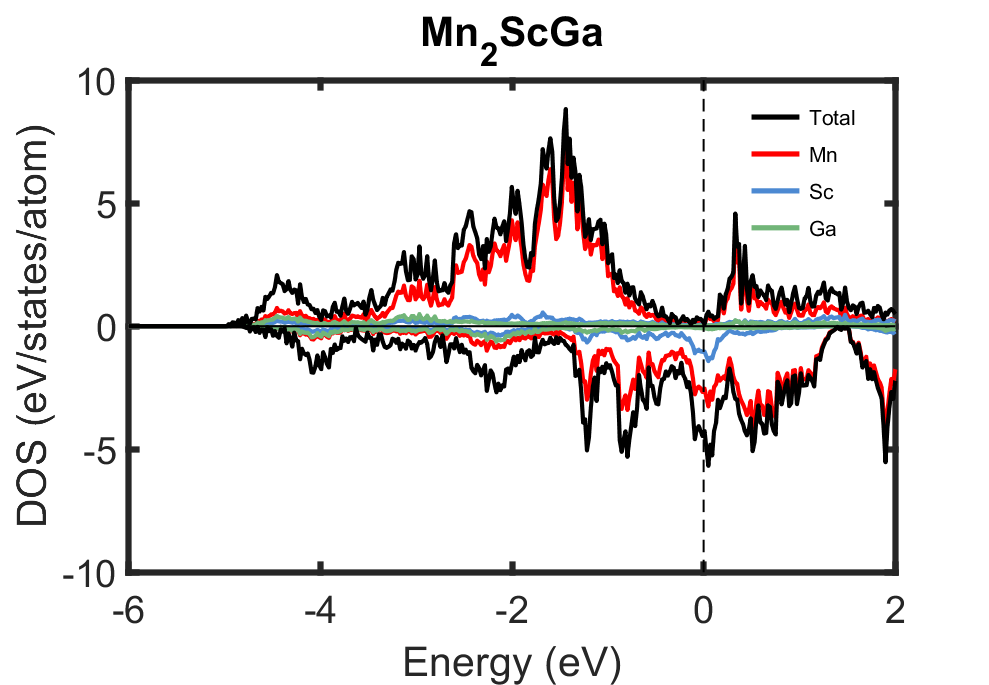 Mn2ScGa
10
5
0
-5
-10
DOS (eV/states/atom)
Total
Mn
Sc
Ga
-6 -4 -2 0 2
Energy (eV)